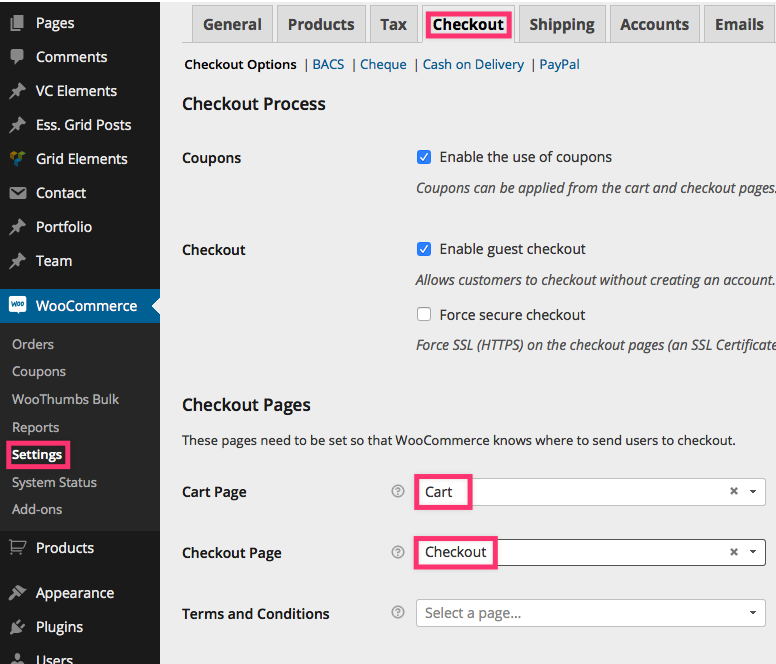 Pages
Comments
VC Elements
Ess. Grid Posts
Grid Elements
Contact
Portfolio
Team
woo WooCommerce
Orders
Coupons
WooThumbs Bulk
Reports
Settings
System Status
Add-ons
Products
Appearance
Plugins
Users
General Products Tax Checkout Shipping Accounts Emails
Checkout Options | BACS | Cheque | Cash on Delivery | PayPal
Checkout Process
Coupons Enable the use of coupons
Coupons can be applied from the cart and checkout pages.
Checkout Enable guest checkout
Allows customers to checkout without creating an account.
Force secure checkout
Force SSL (HTTPS) on the checkout pages (an SSL Certificate
Checkout Pages
These pages need to be set so that WooCommerce knows where to send users to checkout.
Cart Page ? Cart ×
Checkout Page ? Checkout ×
Terms and Conditions ? Select a page...